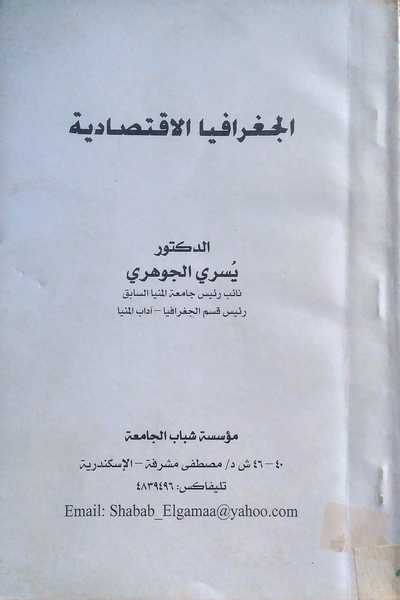 الجغرافيا الاقتصادية
الدكتور
يُسري الجوهري
نائب رئيس جامعة المنيا السابق
رئيس قسم الجغرافيا - آداب المنيا
مؤسسة شباب الجامعة
٤٠ - ٤٦ ش د/ مصطفى مشرفة - الإسكندرية
تليفاكس: ٤٨٣٩٤٩٦
Email: Shabab_Elgamaa@yahoo.com